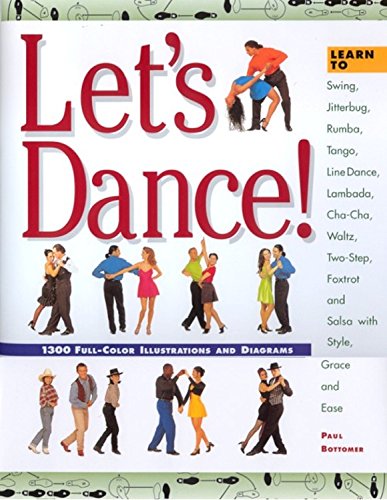 Let's
Dance!
LEARN
TO
Swing,
Jitterbug,
Rumba,
Tango,
Line Dance,
Lambada,
Cha-Cha,
Waltz,
Two-Step,
Foxtrot
and
Salsa with
Style,
Grace
and
Ease
1300 Full-Color Illustrations and Diagrams
Paul
Bottomer